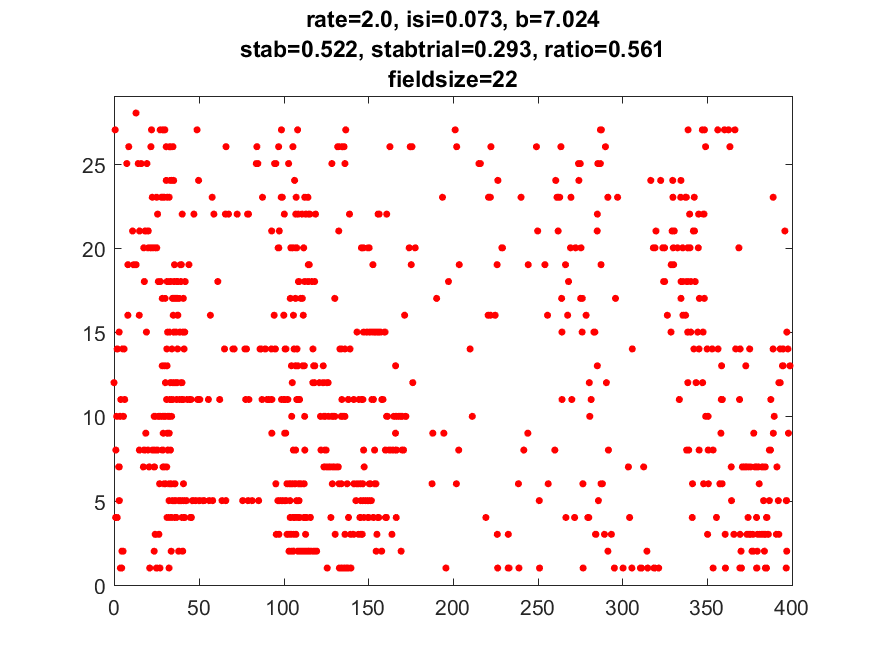 rate=2.0, isi=0.073, b=7.024
stab=0.522, stabtrial=0.293, ratio=0.561
fieldsize=22
25
20
15
10
5
0
0 50 100 150 200 250 300 350 400